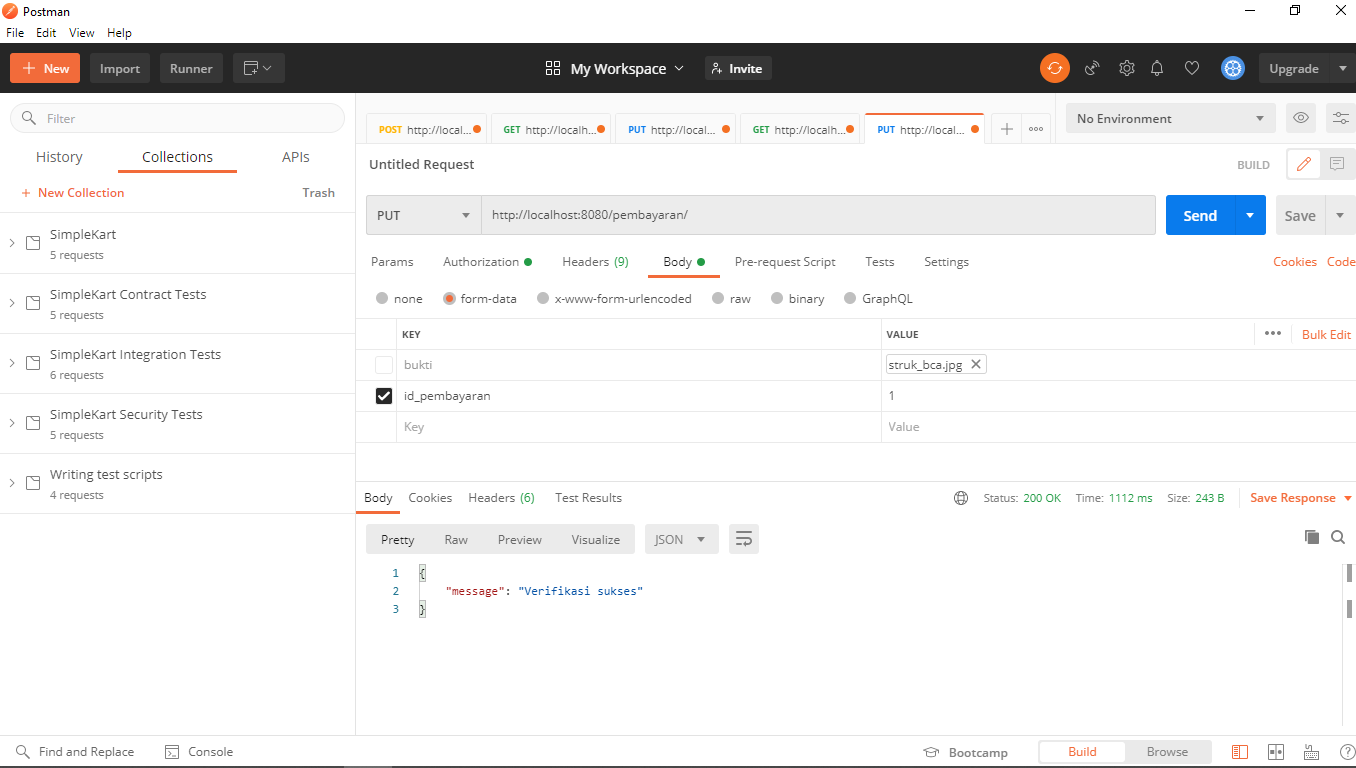 Postman
File Edit View Help
New Import Runner My Workspace Invite Upgrade
Filter
History Collections APIs
New Collection Trash
SimpleKart
5 requests
SimpleKart Contract Tests
5 requests
SimpleKart Integration Tests
6 requests
SimpleKart Security Tests
5 requests
Writing test scripts
4 requests
POST http://local... GET http://localh... PUT http://local... GET http://localh... PUT http://local... No Environment
Untitled Request BUILD
PUT http://localhost:8080/pembayaran/ Send Save
Params Authorization Headers (9) Body Pre-request Script Tests Settings Cookies Code
none form-data x-www-form-urlencoded raw binary GraphQL
KEY VALUE Bulk Edit
bukti struk_bca.jpg
id_pembayaran 1
Key Value
Body Cookies Headers (6) Test Results Status: 200 OK Time: 1112 ms Size: 243 B Save Response
Pretty Raw Preview Visualize JSON
1 {
2 "message": "Verifikasi sukses"
3 }
Find and Replace Console Bootcamp Build Browse